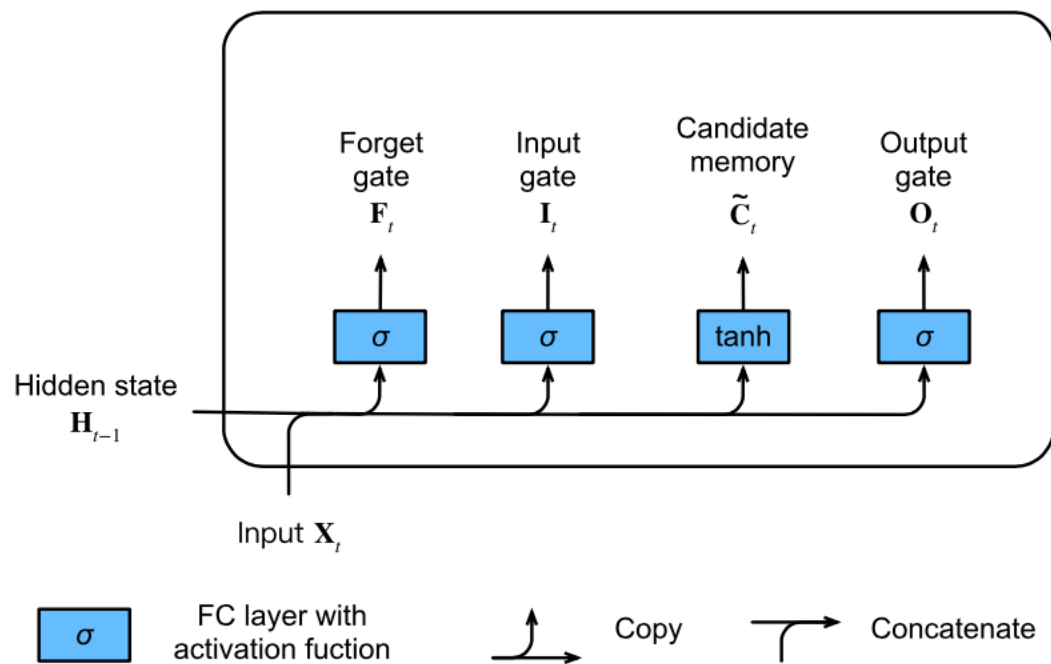 Forget
gate
F_t
Input
gate
I_t
Candidate
memory
C̃_t
Output
gate
O_t
σ
σ
tanh
σ
Hidden state
H_{t−1}
Input X_t
σ
FC layer with
activation fuction
Copy
Concatenate